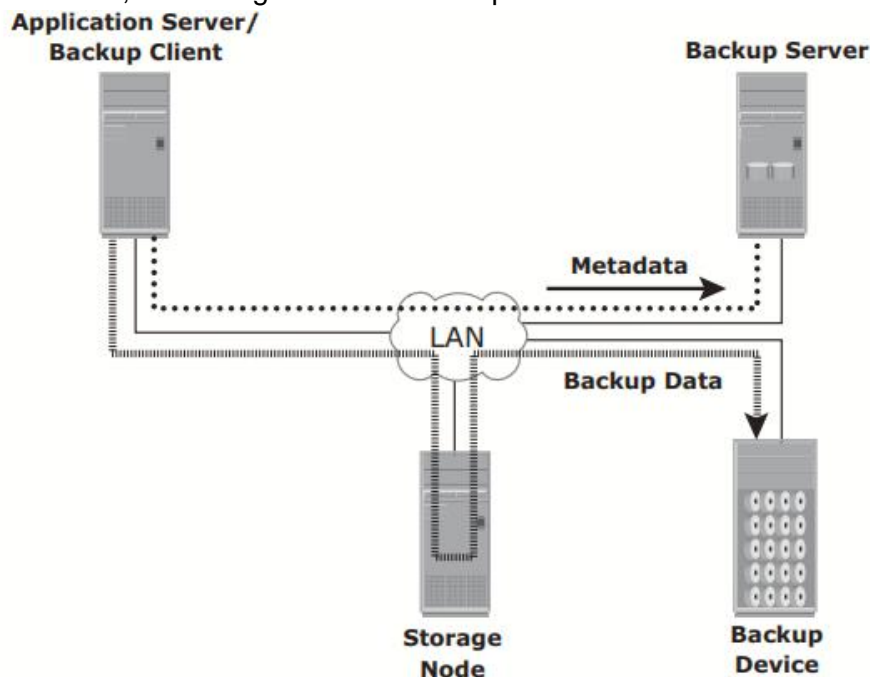 Application Server/
Backup Client
Backup Server
Metadata
LAN
Backup Data
Storage
Node
Backup
Device